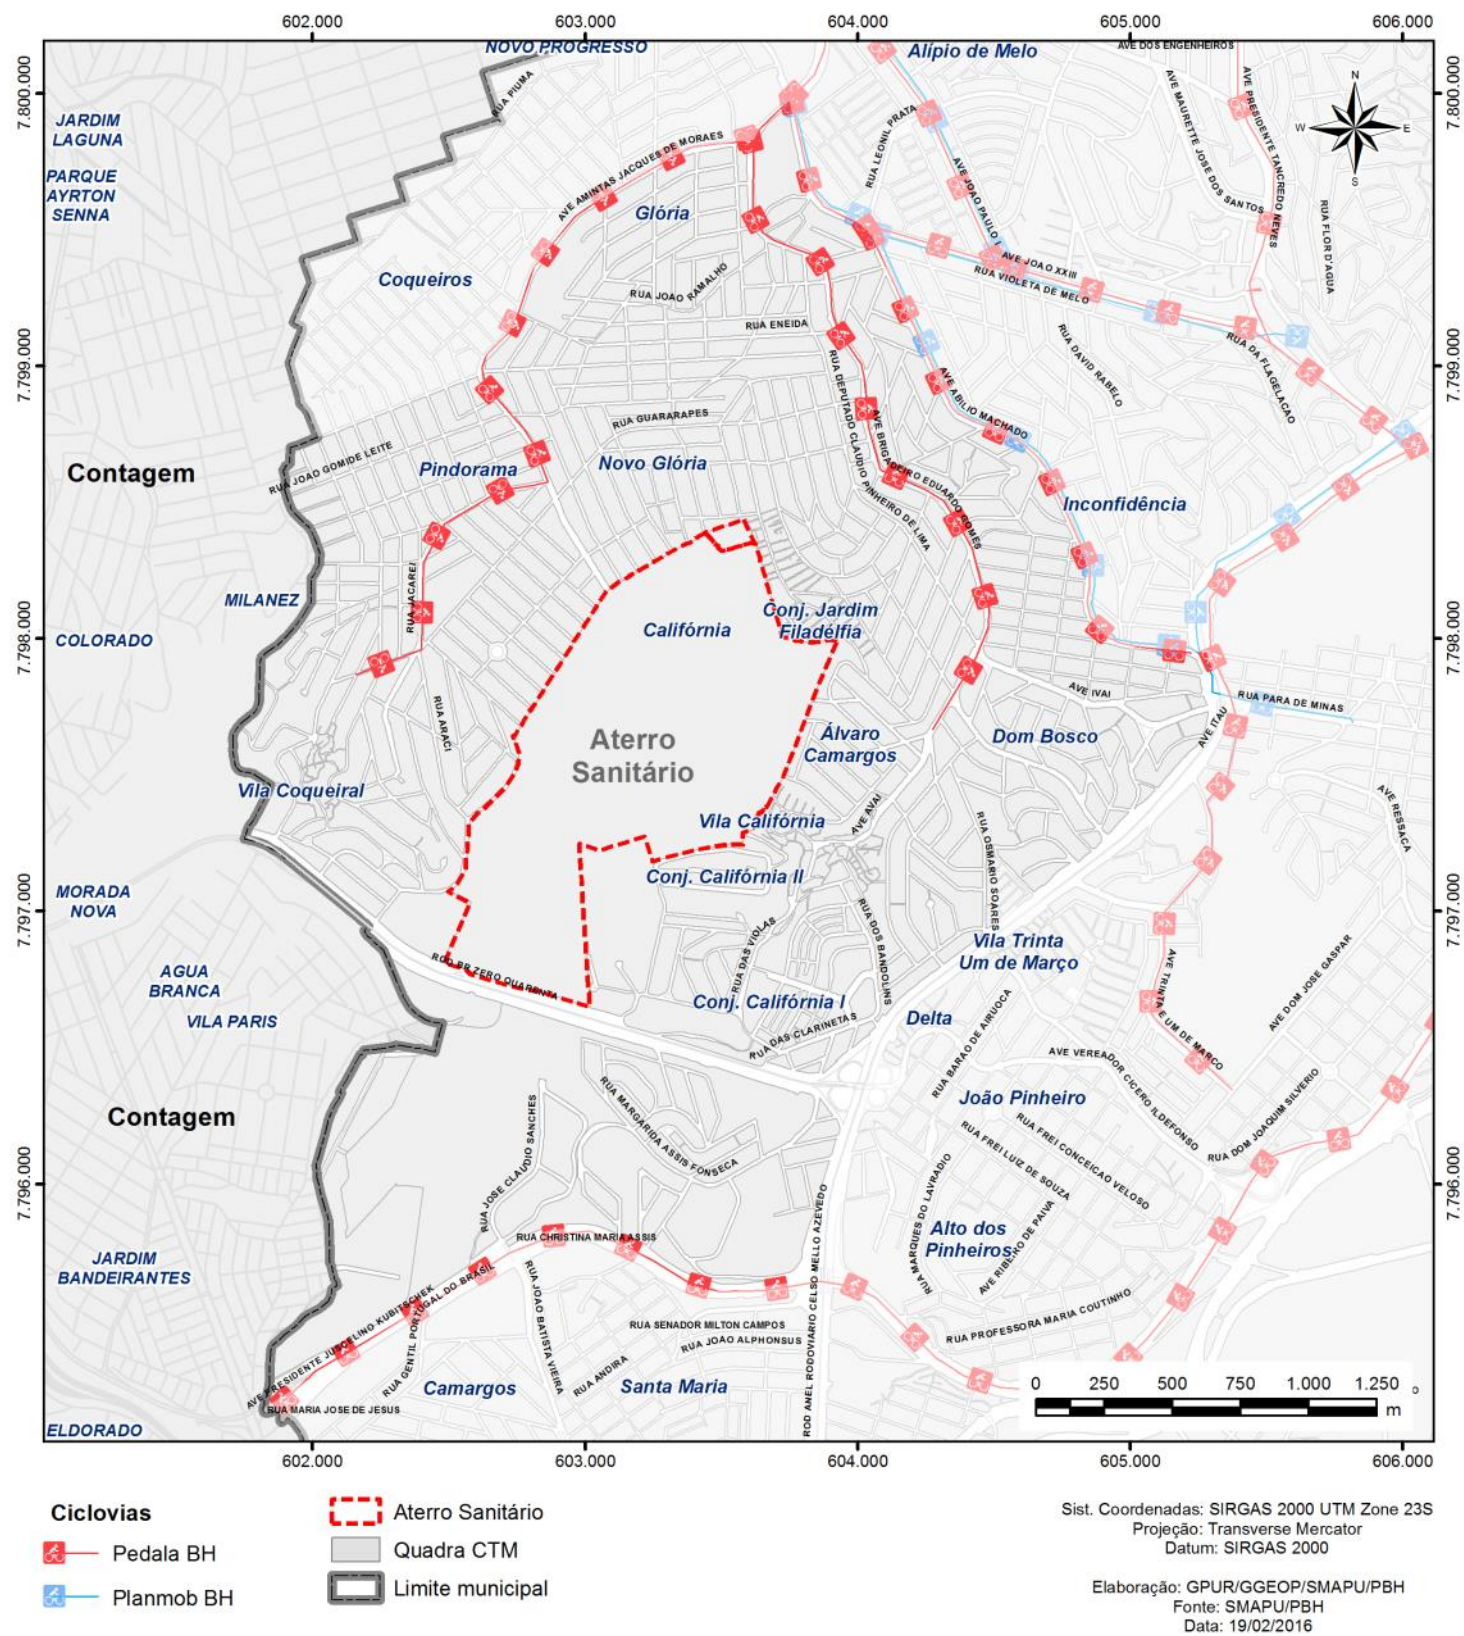 602.000
603.000
604.000
605.000
606.000
7.800.000
7.799.000
7.798.000
7.797.000
7.796.000
7.800.000
7.799.000
7.798.000
7.797.000
7.796.000
NOVO PROGRESSO
Alípio de Melo
AVE DOS ENGENHEIROS
N
W
E
S
JARDIM
LAGUNA
PARQUE
AYRTON
SENNA
RUA PIUMA
AVE AMINTAS JACQUES DE MORAES
RUA LEONIL PRATA
AVE JOAO PAULO I
AVE MAURETTE JOSE DOS SANTOS
AVE PRESIDENTE TANCREDO NEVES
RUA FLOR D'AGUA
Glória
Coqueiros
RUA JOAO RAMALHO
AVE JOAO XXIII
RUA VIOLETA DE MELO
RUA ENEIDA
RUA DAVID RABELO
RUA DA FLAGELACAO
RUA DEPUTADO CLAUDIO PINHEIRO DE LIMA
AVE ABILIO MACHADO
AVE BRIGADEIRO EDUARDO GOMES
RUA GUARARAPES
RUA JOAO GOMIDE LEITE
Contagem
Pindorama
Novo Glória
Inconfidência
MILANEZ
COLORADO
RUA JACAREI
Califórnia
Conj. Jardim
Filadélfia
AVE IVAI
RUA PARA DE MINAS
AVE ITAU
RUA ARACI
Aterro
Sanitário
Álvaro
Camargos
Dom Bosco
Vila Coqueiral
Vila Califórnia
AVE AVAI
RUA OSMARIO SOARES
AVE RESSACA
MORADA
NOVA
Conj. Califórnia II
RUA DAS VIOLAS
RUA DOS BANDOLINS
Vila Trinta
Um de Março
AGUA
BRANCA
ROD BR ZERO QUARENTA
VILA PARIS
Conj. Califórnia I
RUA DAS CLARINETAS
Delta
RUA BARAO DE AIRUOCA
AVE TRINTA E UM DE MARCO
AVE DOM JOSE GASPAR
AVE VEREADOR CICERO ILDEFONSO
João Pinheiro
RUA DOM JOAQUIM SILVERIO
Contagem
RUA MARGARIDA ASSIS FONSECA
RUA JOSE CLAUDIO SANCHES
RUA FREI CONCEICAO VELOSO
RUA FREI LUIZ DE SOUZA
RUA MARQUES DO LAVRADIO
Alto dos
Pinheiros
AVE RIBEIRO DE PAIVA
JARDIM
BANDEIRANTES
RUA CHRISTINA MARIA ASSIS
ROD ANEL RODOVIARIO CELSO MELLO AZEVEDO
AVE PRESIDENTE JUSCELINO KUBITSCHEK
RUA GENTIL PORTUGAL DO BRASIL
RUA JOAO BATISTA VIEIRA
RUA SENADOR MILTON CAMPOS
RUA JOAO ALPHONSUS
RUA PROFESSORA MARIA COUTINHO
RUA ANDIRA
Camargos
Santa Maria
RUA MARIA JOSE DE JESUS
ELDORADO
0 250 500 750 1.000 1.250
m
602.000
603.000
604.000
605.000
606.000
Ciclovias
Pedala BH
Planmob BH
Aterro Sanitário
Quadra CTM
Limite municipal
Sist. Coordenadas: SIRGAS 2000 UTM Zone 23S
Projeção: Transverse Mercator
Datum: SIRGAS 2000
Elaboração: GPUR/GGEOP/SMAPU/PBH
Fonte: SMAPU/PBH
Data: 19/02/2016